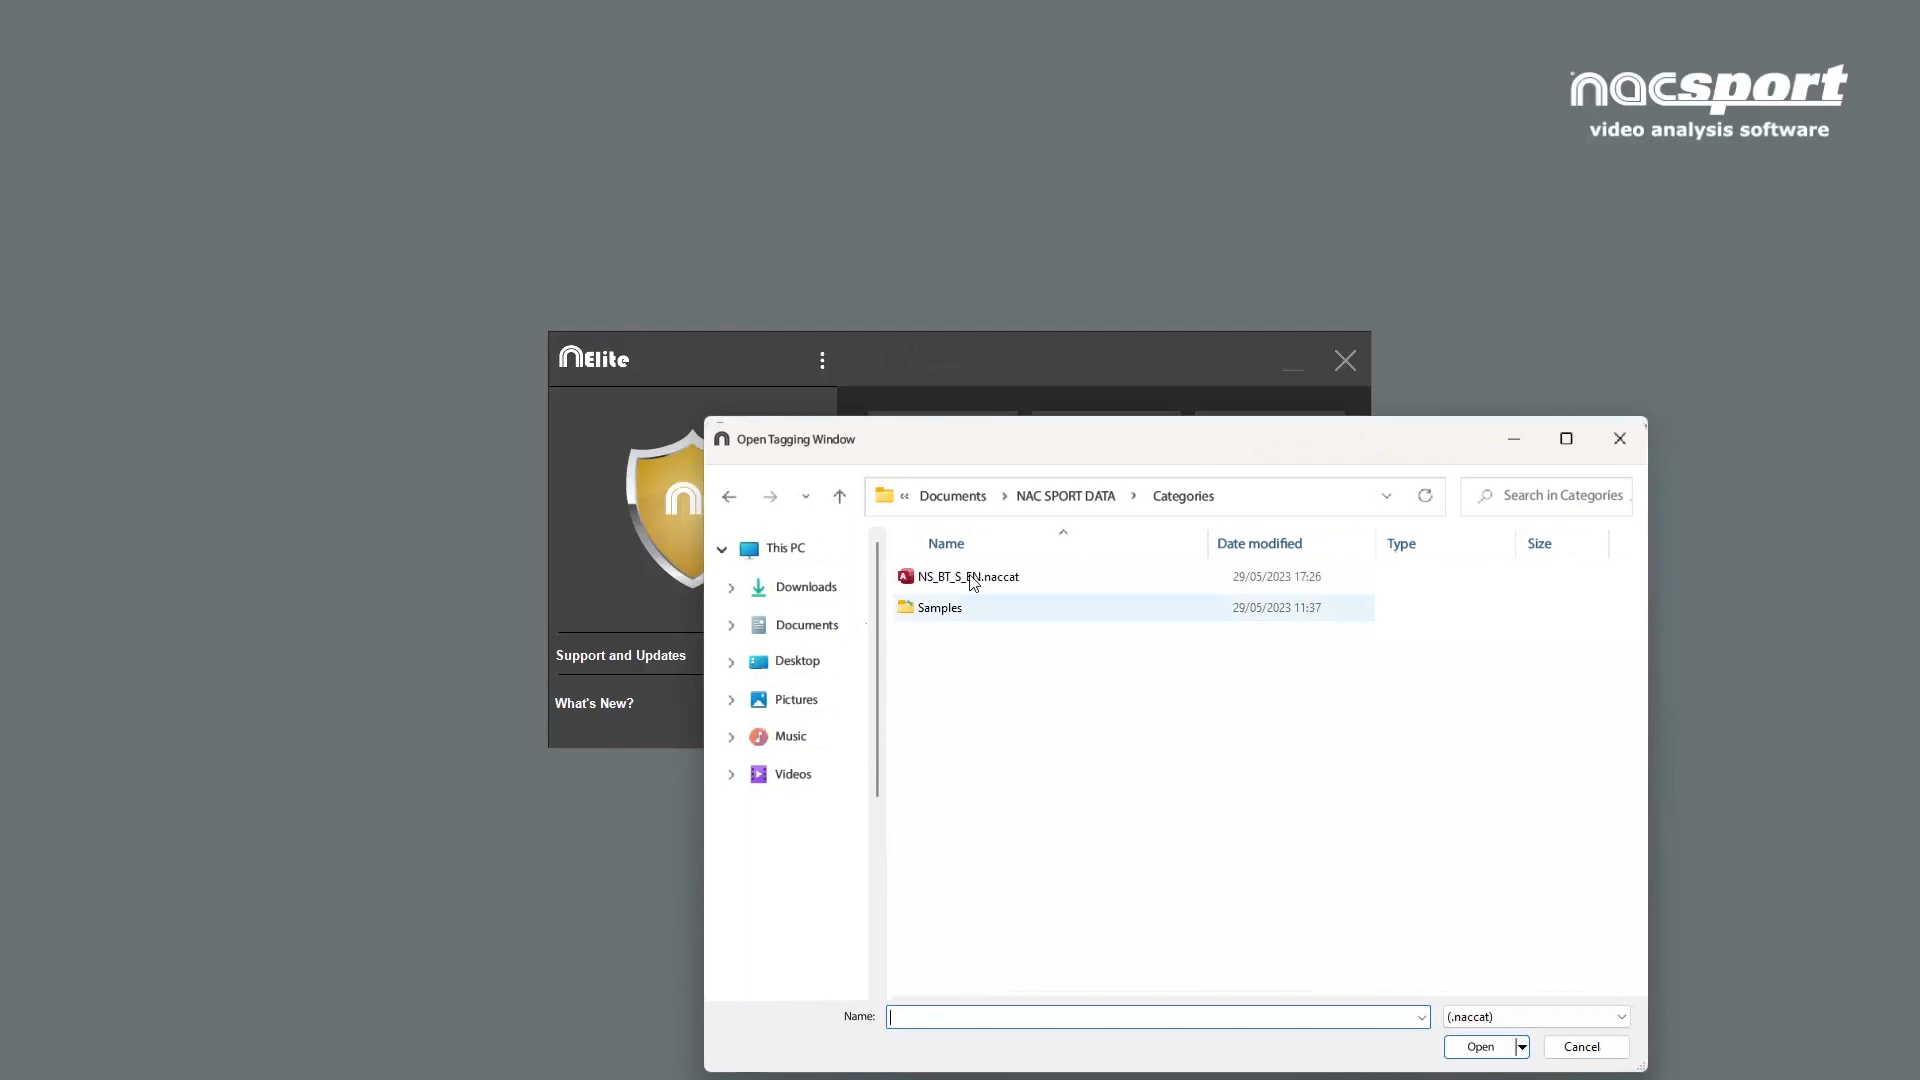 nacsport
video analysis software
nElite
Open Tagging Window
« Documents > NAC SPORT DATA > Categories
Search in Categories
This PC
Downloads
Documents
Desktop
Pictures
Music
Videos
Name Date modified Type Size
NS_BT_S_EN.naccat 29/05/2023 17:26
Samples 29/05/2023 11:37
Support and Updates
What's New?
Name: (.naccat)
Open Cancel